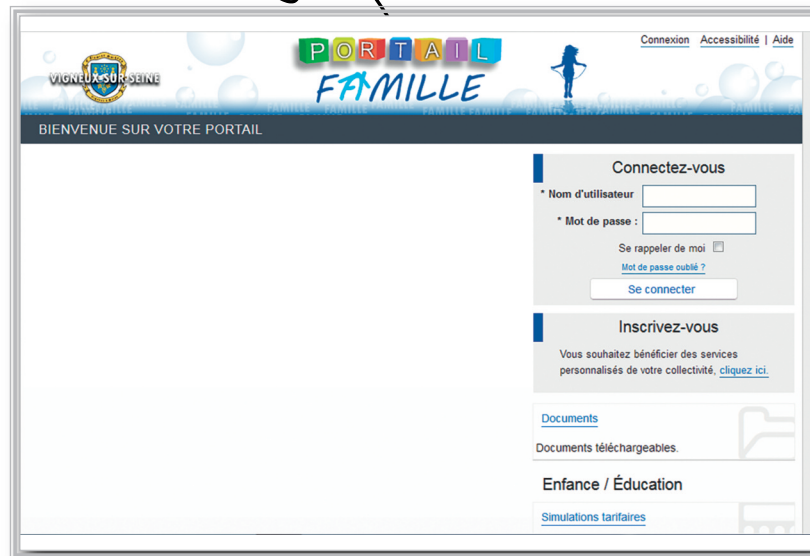 Connexion Accessibilité | Aide
VIGNEUX-SUR-SEINE
PORTAIL
FAMILLE
BIENVENUE SUR VOTRE PORTAIL
Connectez-vous
* Nom d'utilisateur
* Mot de passe :
Se rappeler de moi
Mot de passe oublié ?
Se connecter
Inscrivez-vous
Vous souhaitez bénéficier des services
personnalisés de votre collectivité, cliquez ici.
Documents
Documents téléchargeables.
Enfance / Éducation
Simulations tarifaires